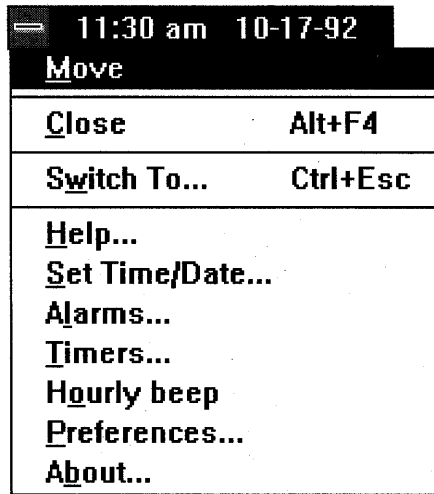 11:30 am 10-17-92
Move
Close Alt+F4
Switch To... Ctrl+Esc
Help...
Set Time/Date...
Alarms...
Timers...
Hourly beep
Preferences...
About...